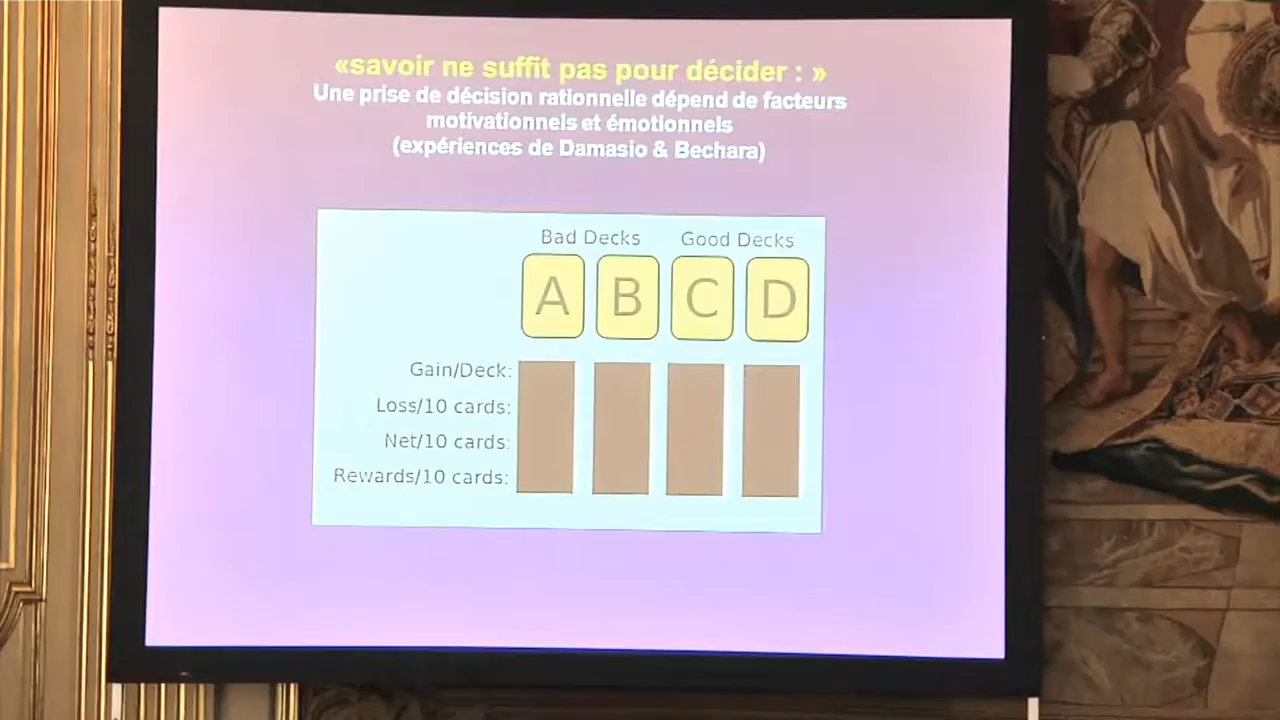 «savoir ne suffit pas pour décider : »
Une prise de décision rationnelle dépend de facteurs
motivationnels et émotionnels
(expériences de Damasio & Bechara)
Bad Decks Good Decks
A B C D
Gain/Deck:
Loss/10 cards:
Net/10 cards:
Rewards/10 cards: